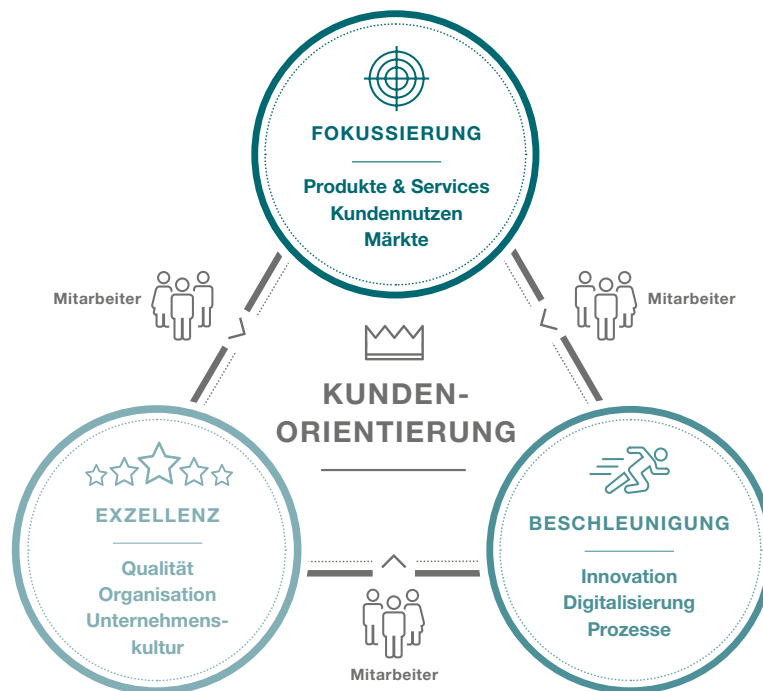 FOKUSSIERUNG
Produkte & Services
Kundennutzen
Märkte
Mitarbeiter
Mitarbeiter
KUNDEN-
ORIENTIERUNG
EXZELLENZ
Qualität
Organisation
Unternehmens-
kultur
BESCHLEUNIGUNG
Innovation
Digitalisierung
Prozesse
Mitarbeiter